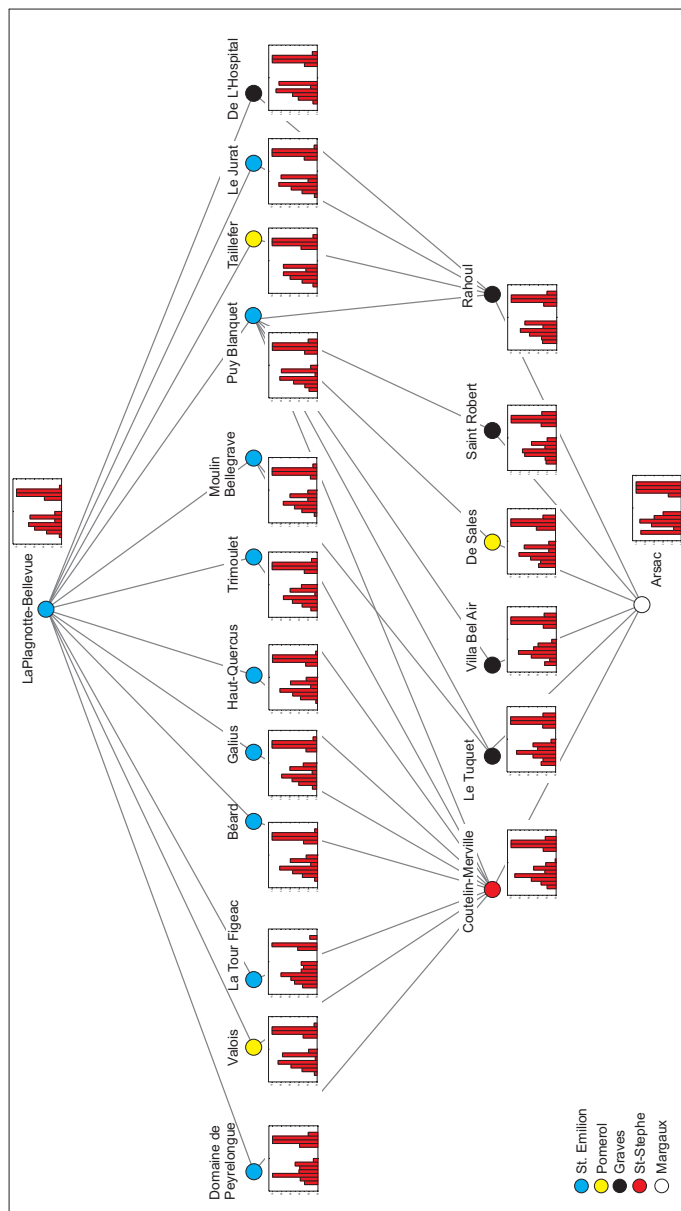 LaPlagnotte-Bellevue
Domaine de
Peyrelongue
Valois
La Tour Figeac
Béard
Galius
Haut-Quercus
Trimoulet
Moulin
Bellegrave
Puy Blanquet
Taillefer
Le Jurat
De L'Hospital
Coutelin-Merville
Le Tuquet
Villa Bel Air
De Sales
Saint Robert
Rahoul
Arsac
St. Emilion
Pomerol
Graves
St-Stephe
Margaux